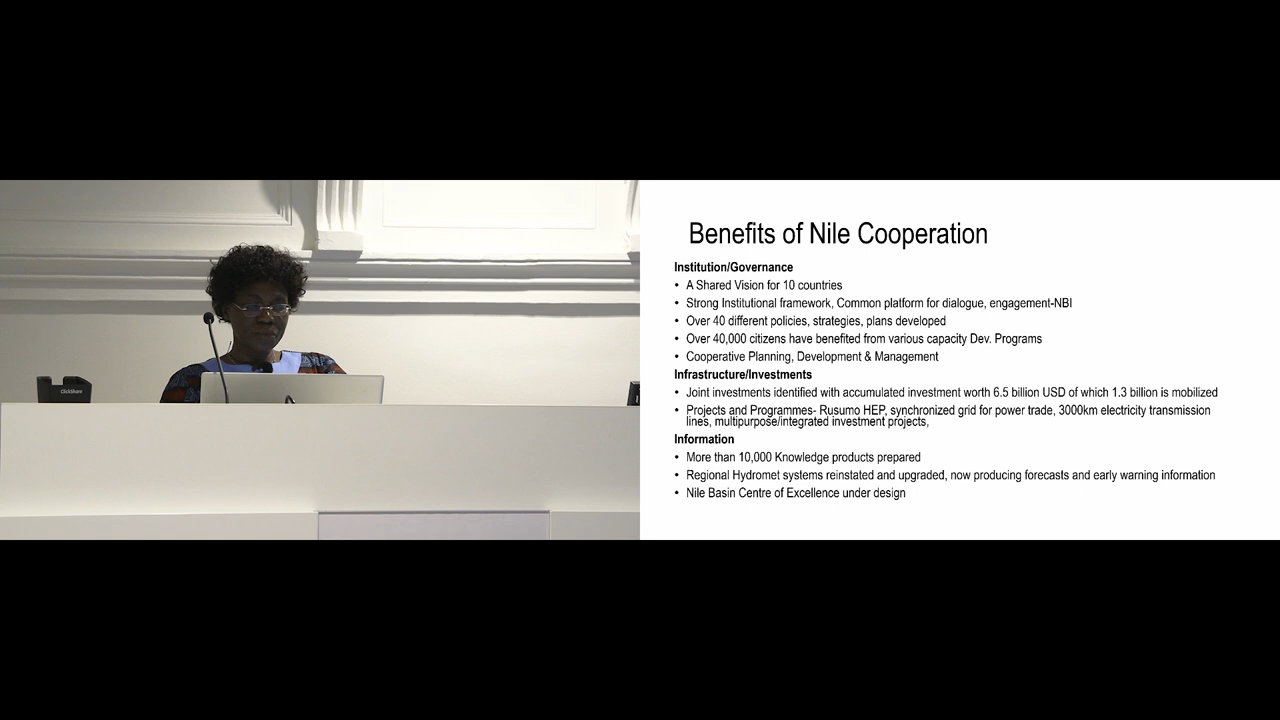 ClickShare
Benefits of Nile Cooperation
Institution/Governance
• A Shared Vision for 10 countries
• Strong Institutional framework, Common platform for dialogue, engagement-NBI
• Over 40 different policies, strategies, plans developed
• Over 40,000 citizens have benefited from various capacity Dev. Programs
• Cooperative Planning, Development & Management
Infrastructure/Investments
• Joint investments identified with accumulated investment worth 6.5 billion USD of which 1.3 billion is mobilized
• Projects and Programmes- Rusumo HEP, synchronized grid for power trade, 3000km electricity transmission
lines, multipurpose/integrated investment projects,
Information
• More than 10,000 Knowledge products prepared
• Regional Hydromet systems reinstated and upgraded, now producing forecasts and early warning information
• Nile Basin Centre of Excellence under design